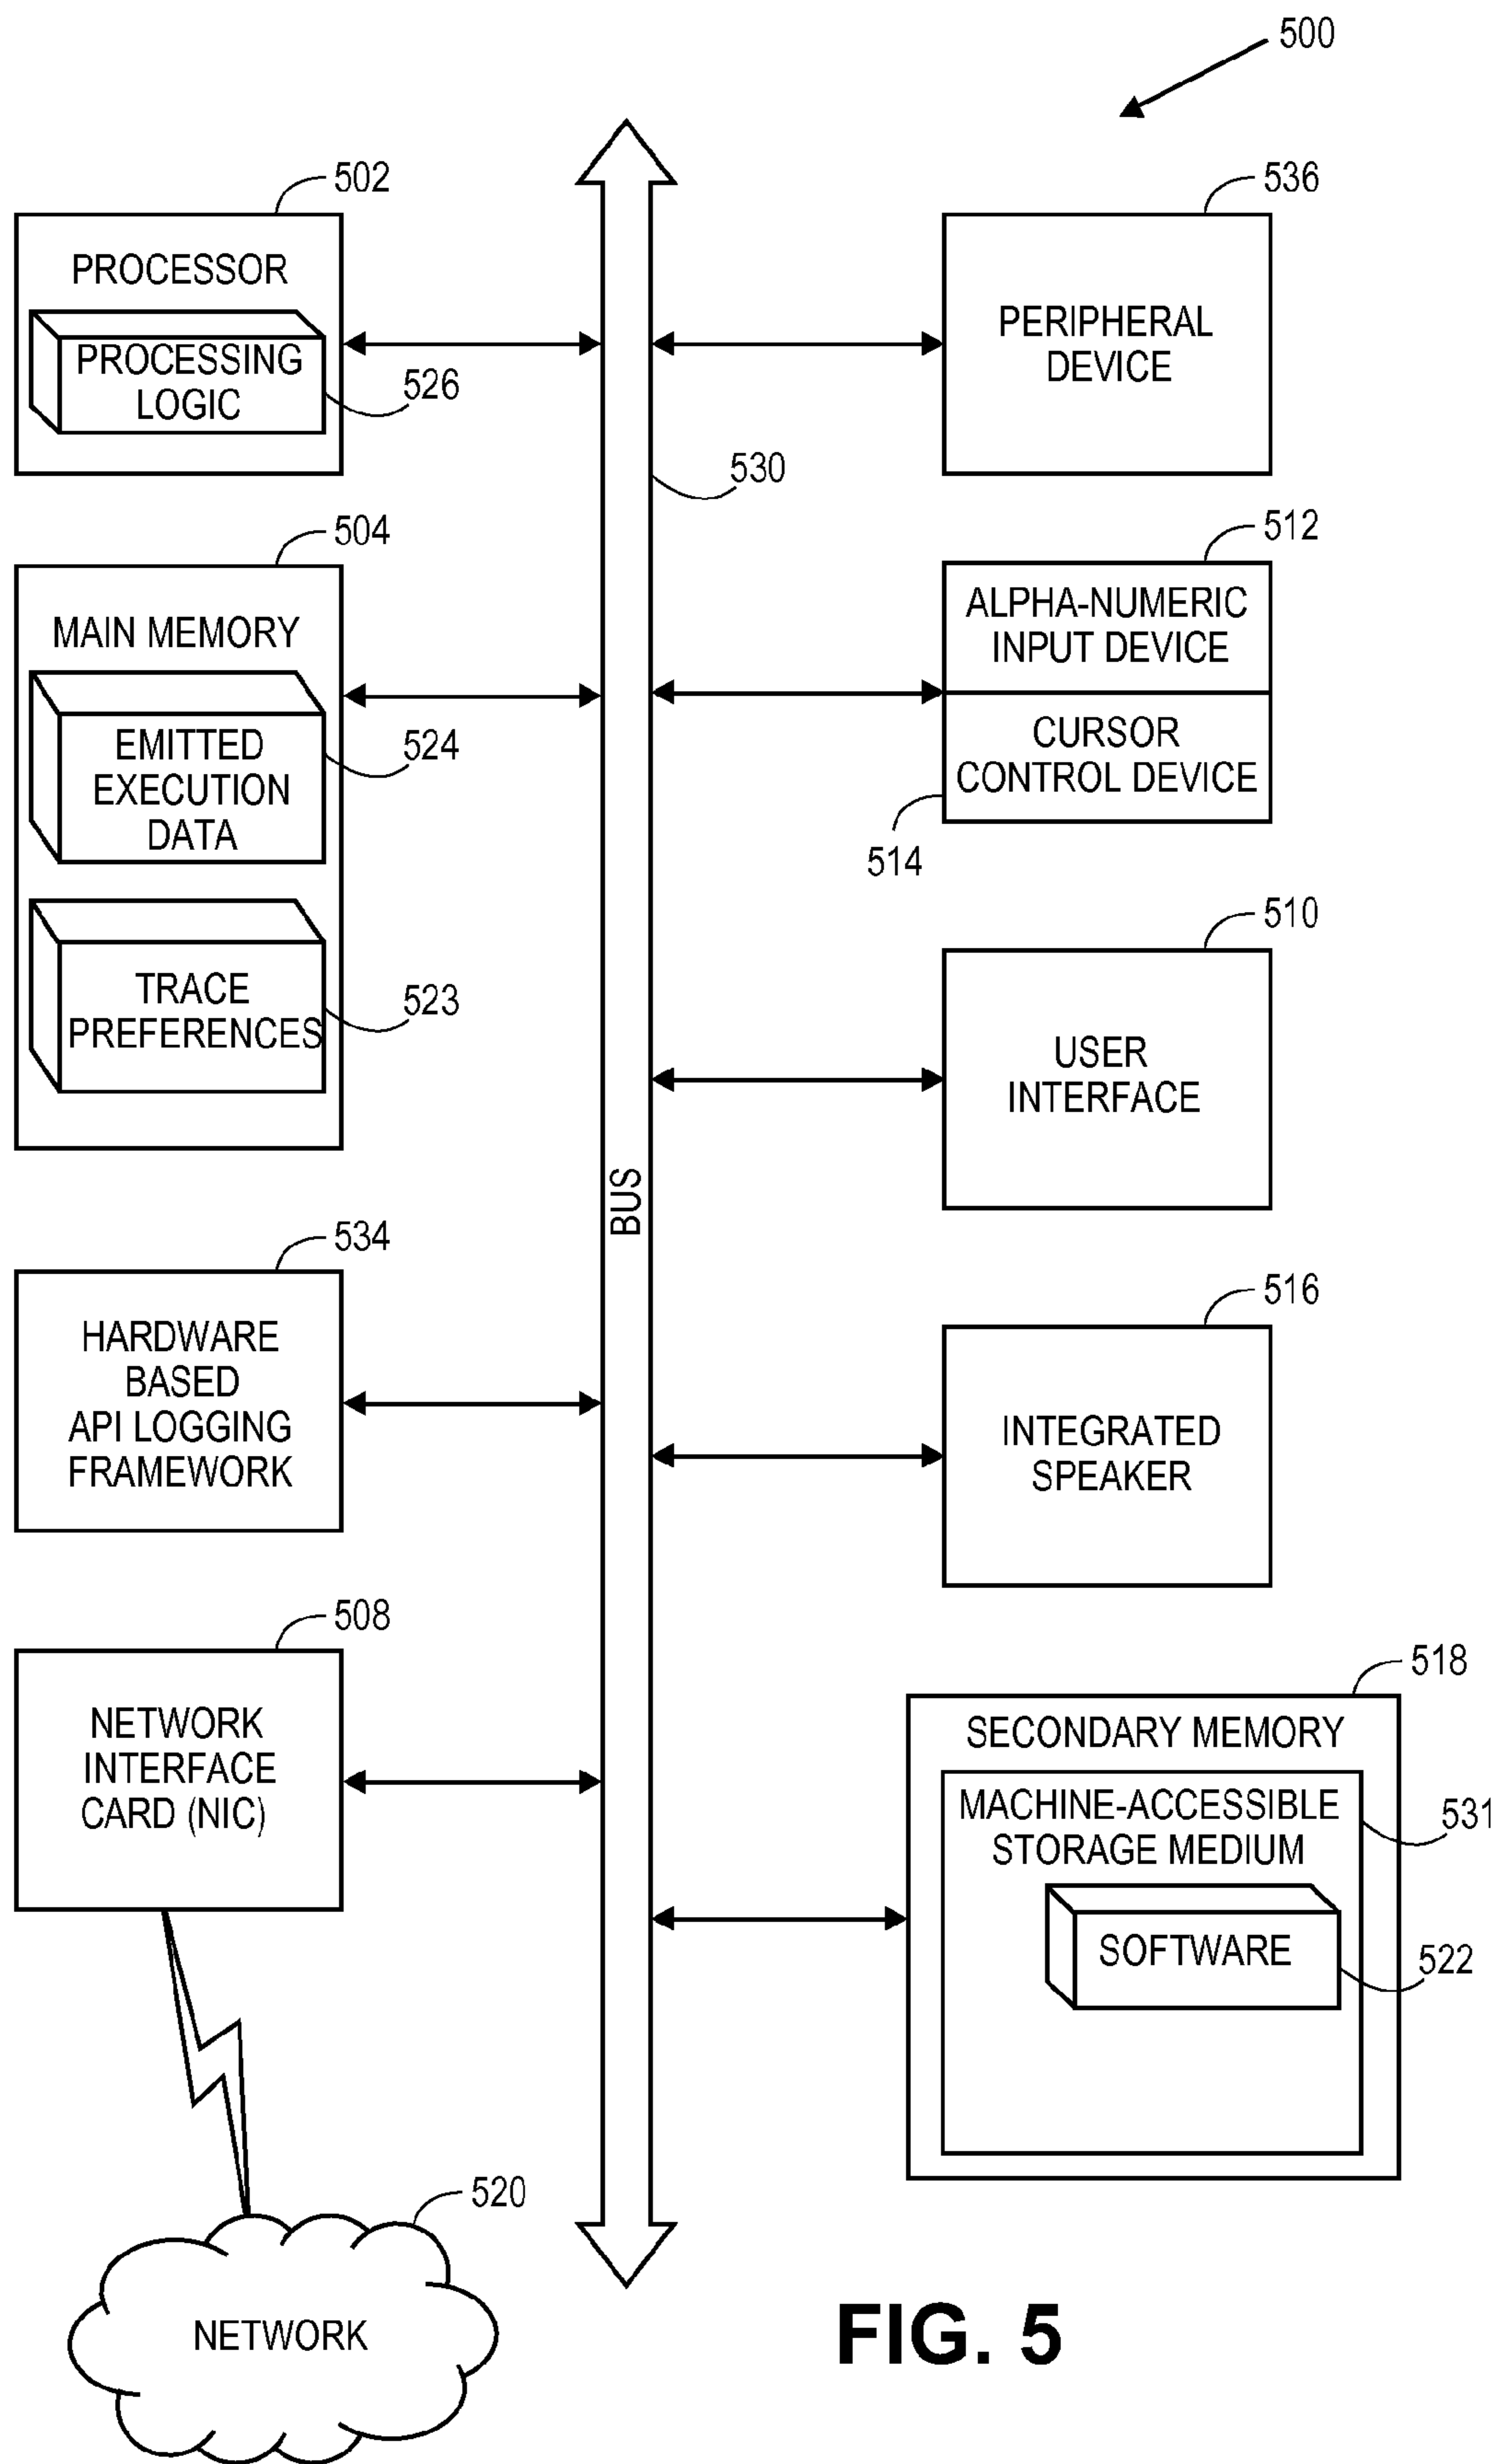 500
502
PROCESSOR
PROCESSING
LOGIC
526
536
PERIPHERAL
DEVICE
530
504
MAIN MEMORY
EMITTED
EXECUTION
DATA
524
TRACE
PREFERENCES
523
512
ALPHA-NUMERIC
INPUT DEVICE
CURSOR
CONTROL DEVICE
514
510
USER
INTERFACE
BUS
534
HARDWARE
BASED
API LOGGING
FRAMEWORK
516
INTEGRATED
SPEAKER
508
NETWORK
INTERFACE
CARD (NIC)
518
SECONDARY MEMORY
MACHINE-ACCESSIBLE
STORAGE MEDIUM
531
SOFTWARE
522
520
NETWORK
FIG. 5